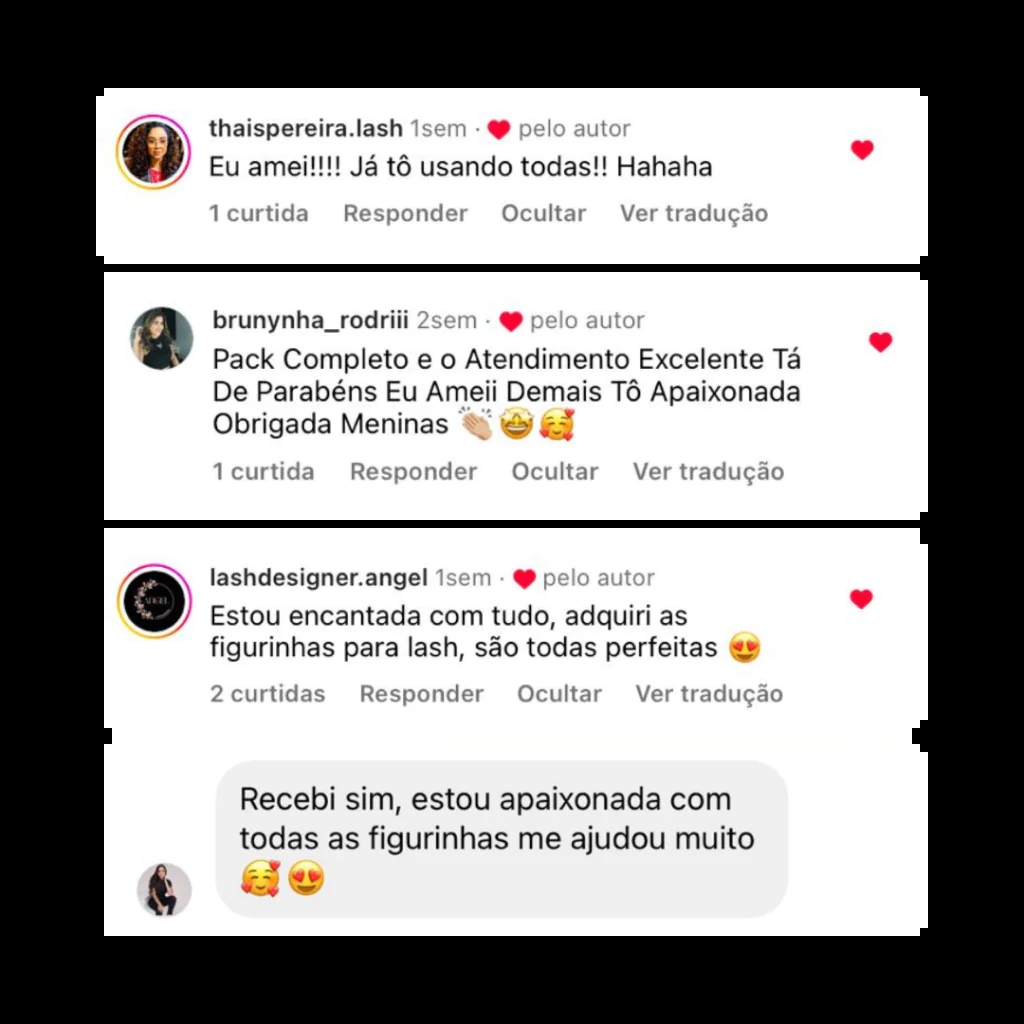 thaispereira.lash 1sem · ❤️ pelo autor
Eu amei!!!! Já tô usando todas!! Hahaha
1 curtida Responder Ocultar Ver tradução
brunynha_rodriii 2sem · ❤️ pelo autor
Pack Completo e o Atendimento Excelente Tá
De Parabéns Eu Ameii Demais Tô Apaixonada
Obrigada Meninas 👏🏼🤩🥰
1 curtida Responder Ocultar Ver tradução
ANGEL
lashdesigner.angel 1sem · ❤️ pelo autor
Estou encantada com tudo, adquiri as
figurinhas para lash, são todas perfeitas 😍
2 curtidas Responder Ocultar Ver tradução
Recebi sim, estou apaixonada com
todas as figurinhas me ajudou muito
🥰😍